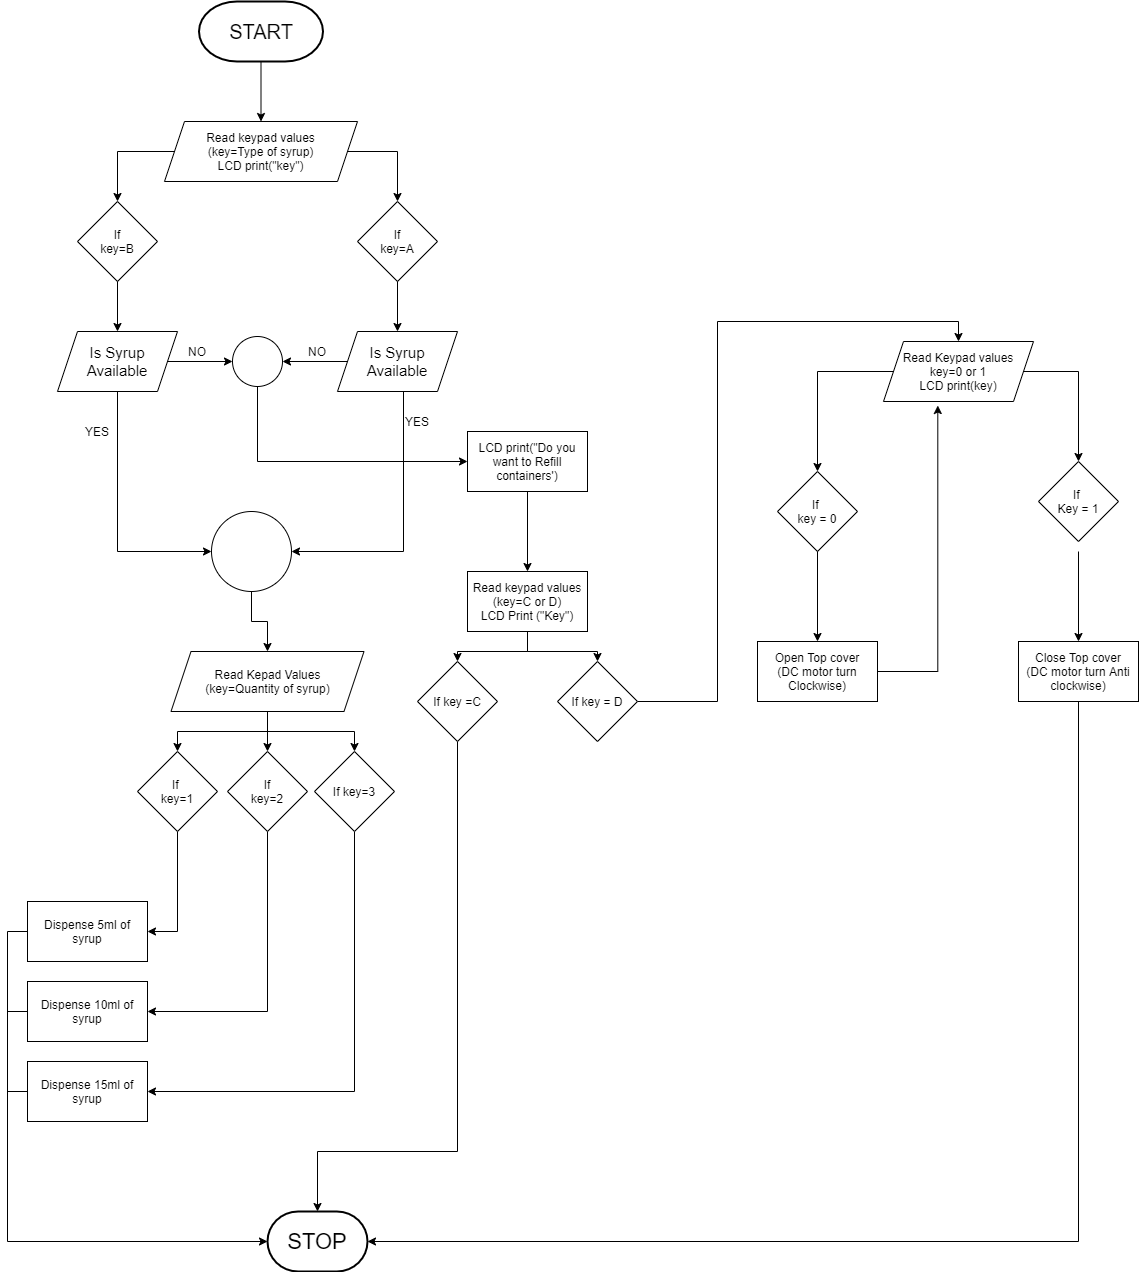 START
Read keypad values
(key=Type of syrup)
LCD print("key")
If
key=B
If
key=A
Is Syrup
Available
NO
NO
Is Syrup
Available
YES
YES
LCD print("Do you
want to Refill
containers')
Read keypad values
(key=C or D)
LCD Print ("Key")
If key =C
If key = D
Read Keypad values
key=0 or 1
LCD print(key)
If
key = 0
If
Key = 1
Open Top cover
(DC motor turn
Clockwise)
Close Top cover
(DC motor turn Anti
clockwise)
Read Kepad Values
(key=Quantity of syrup)
If
key=1
If
key=2
If key=3
Dispense 5ml of
syrup
Dispense 10ml of
syrup
Dispense 15ml of
syrup
STOP